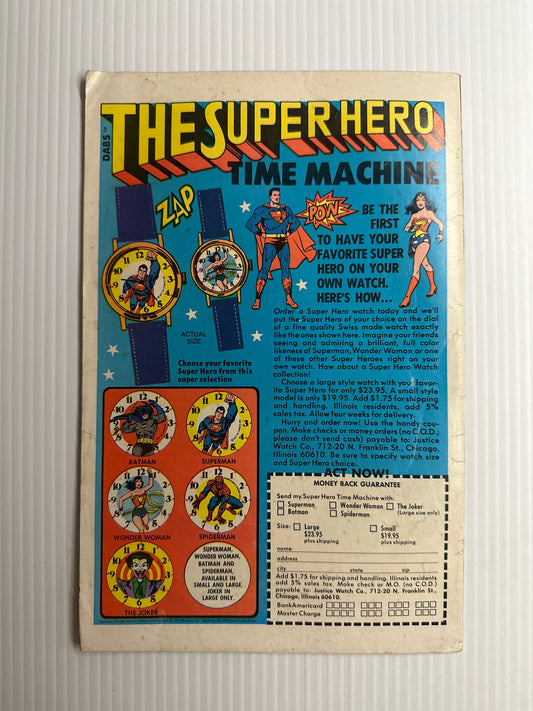 DABS™
THE SUPER HERO
TIME MACHINE
ZAP
POW
BE THE
FIRST
TO HAVE YOUR
FAVORITE SUPER
HERO ON YOUR
OWN WATCH.
HERE'S HOW...
ACTUAL
SIZE
Choose your favorite
Super Hero from this
super selection
Order a Super Hero watch today and we'll
put the Super Hero of your choice on the dial
of a fine quality Swiss made watch exactly
like the ones shown here. Imagine your friends
seeing and admiring a brilliant, full color
likeness of Superman, Wonder Woman or one
of these other Super Heroes right on your
own watch. How about a Super Hero Watch
collection!
Choose a large style watch with your favor-
ite Super Hero for only $23.95. A small style
model is only $19.95. Add $1.75 for shipping
and handling. Illinois residents, add 5%
sales tax. Allow four weeks for delivery.
Hurry and order now! Use the handy cou-
pon. Make checks or money orders (no C.O.D.;
please don't send cash) payable to: Justice
Watch Co., 712-20 N. Franklin St., Chicago,
Illinois 60610. Be sure to specify watch size
and Super Hero choice.
ACT NOW!
BATMAN
SUPERMAN
WONDER WOMAN
SPIDERMAN
THE JOKER
SUPERMAN,
WONDER WOMAN,
BATMAN AND
SPIDERMAN,
AVAILABLE IN
SMALL AND LARGE.
JOKER IN
LARGE ONLY.
MONEY BACK GUARANTEE
Send my Super Hero Time Machine with:
Superman Wonder Woman The Joker
Batman Spiderman (Large size only)
Size: Large Small
$23.95 $19.95
plus shipping plus shipping
name
address
city state zip
Add $1.75 for shipping and handling. Illinois residents
add 5% sales tax. Make check or M.O. (no C.O.D.)
payable to: Justice Watch Co., 712-20 N. Franklin St.,
Chicago, Illinois 60610.
BankAmericard
Master Charge